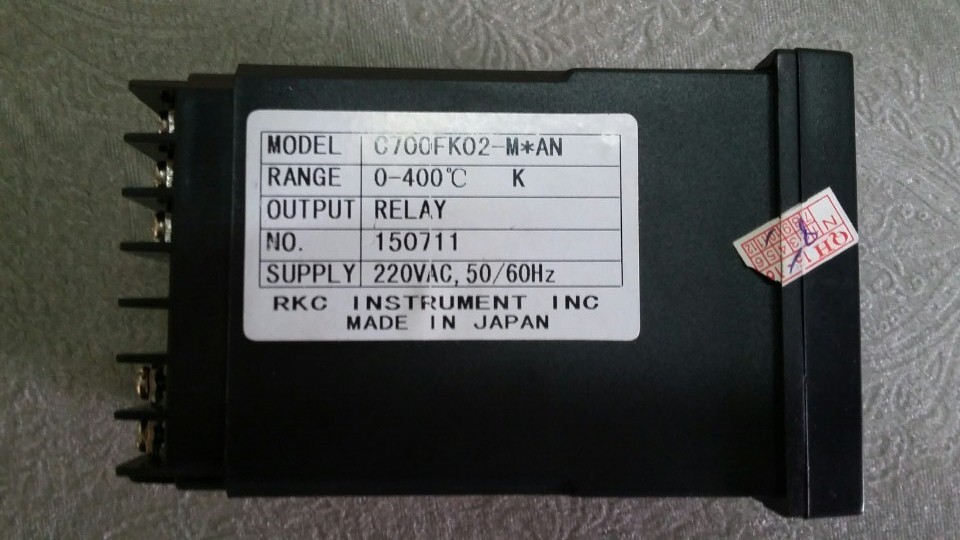 MODEL C700FK02-M*AN
RANGE 0-400℃ K
OUTPUT RELAY
NO. 150711
SUPPLY 220VAC, 50/60Hz
RKC INSTRUMENT INC
MADE IN JAPAN
HQ